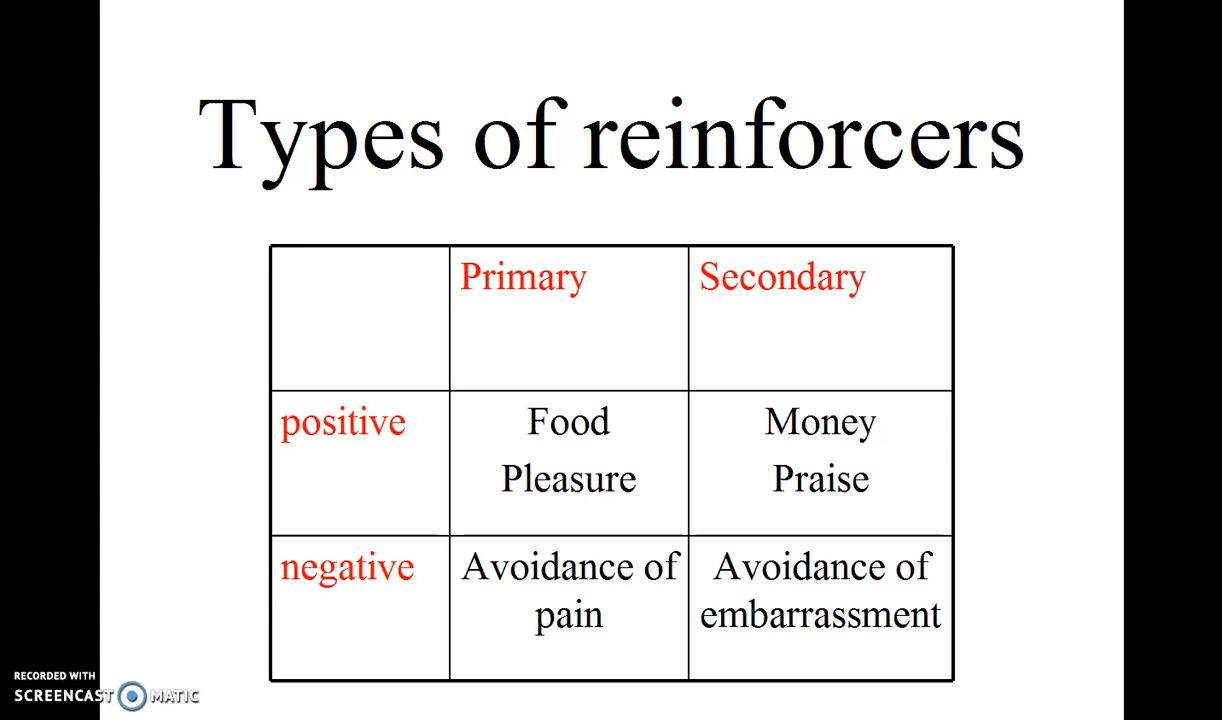 Types of reinforcers
Primary Secondary
positive Food Money
Pleasure Praise
negative Avoidance of Avoidance of
pain embarrassment
RECORDED WITH
SCREENCAST MATIC